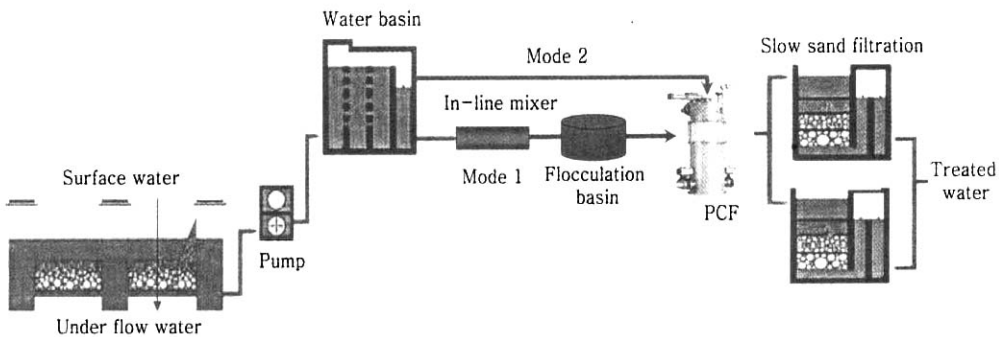 Water basin
Mode 2
Slow sand filtration
In-line mixer
Mode 1
Flocculation
basin
PCF
Treated
water
Surface water
Pump
Under flow water